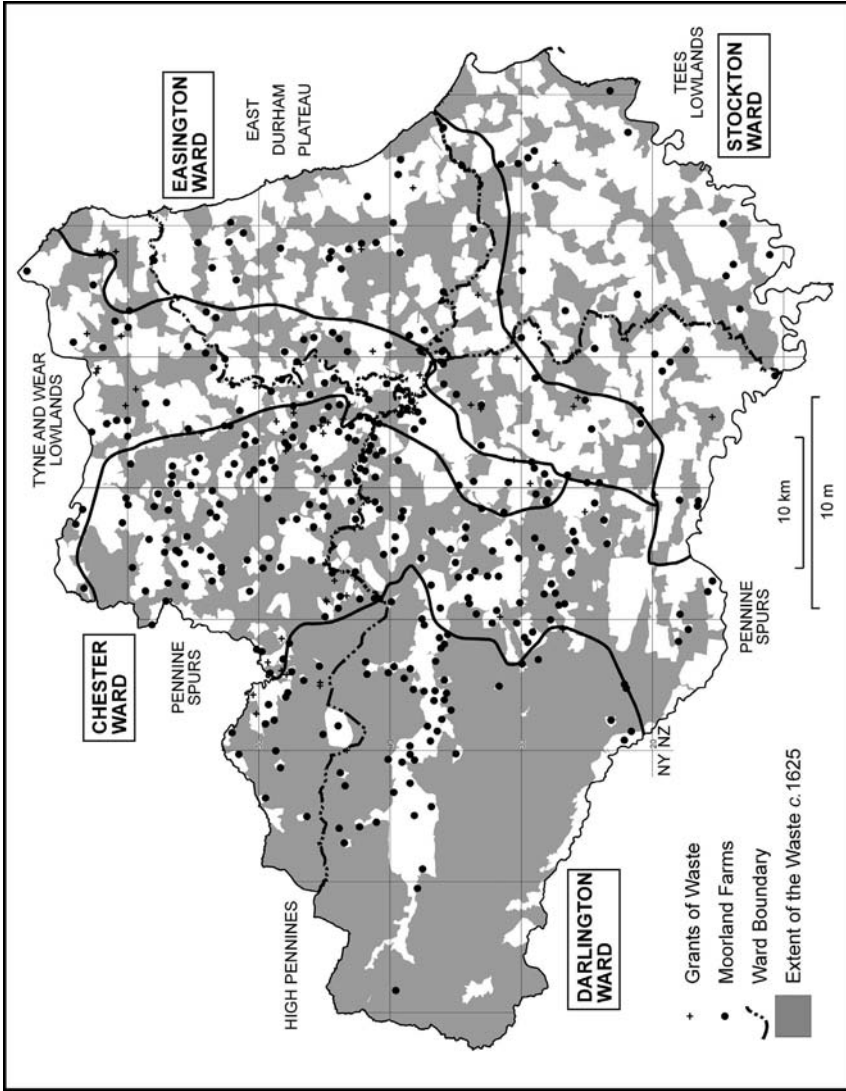 TYNE AND WEAR
LOWLANDS
CHESTER
WARD
PENNINE
SPURS
EASINGTON
WARD
EAST
DURHAM
PLATEAU
HIGH PENNINES
DARLINGTON
WARD
NY NZ
TEES
LOWLANDS
STOCKTON
WARD
PENNINE
SPURS
Grants of Waste
Moorland Farms
Ward Boundary
Extent of the Waste c.1625
10 km
10 m